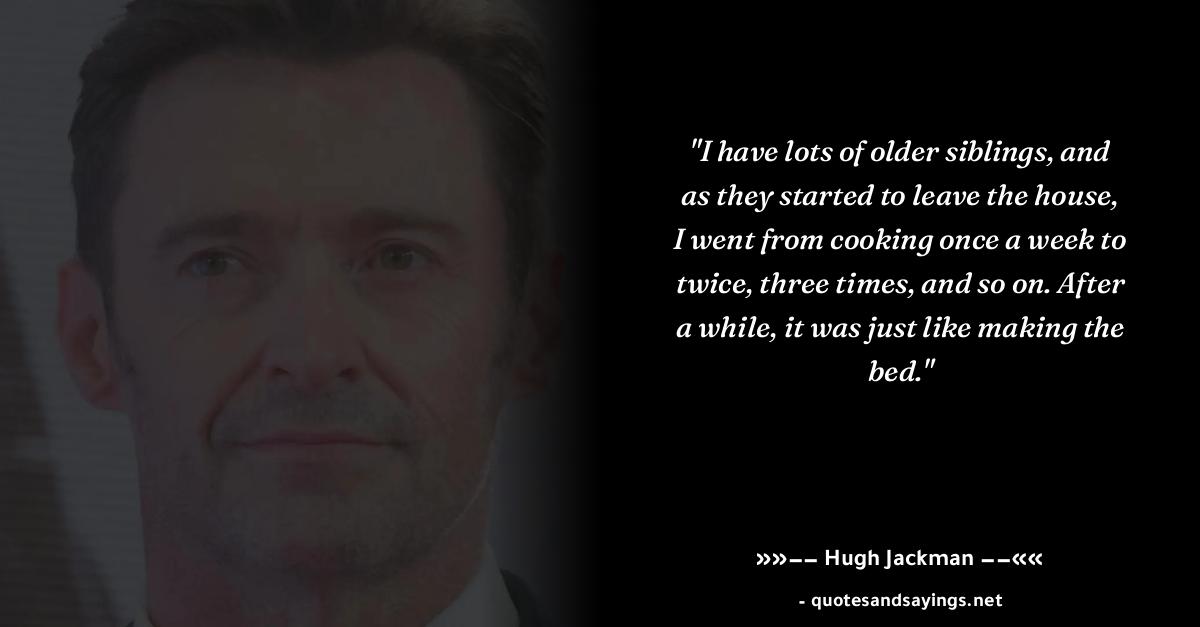 "I have lots of older siblings, and
as they started to leave the house,
I went from cooking once a week to
twice, three times, and so on. After
a while, it was just like making the
bed."
»»−− Hugh Jackman −−««
- quotesandsayings.net